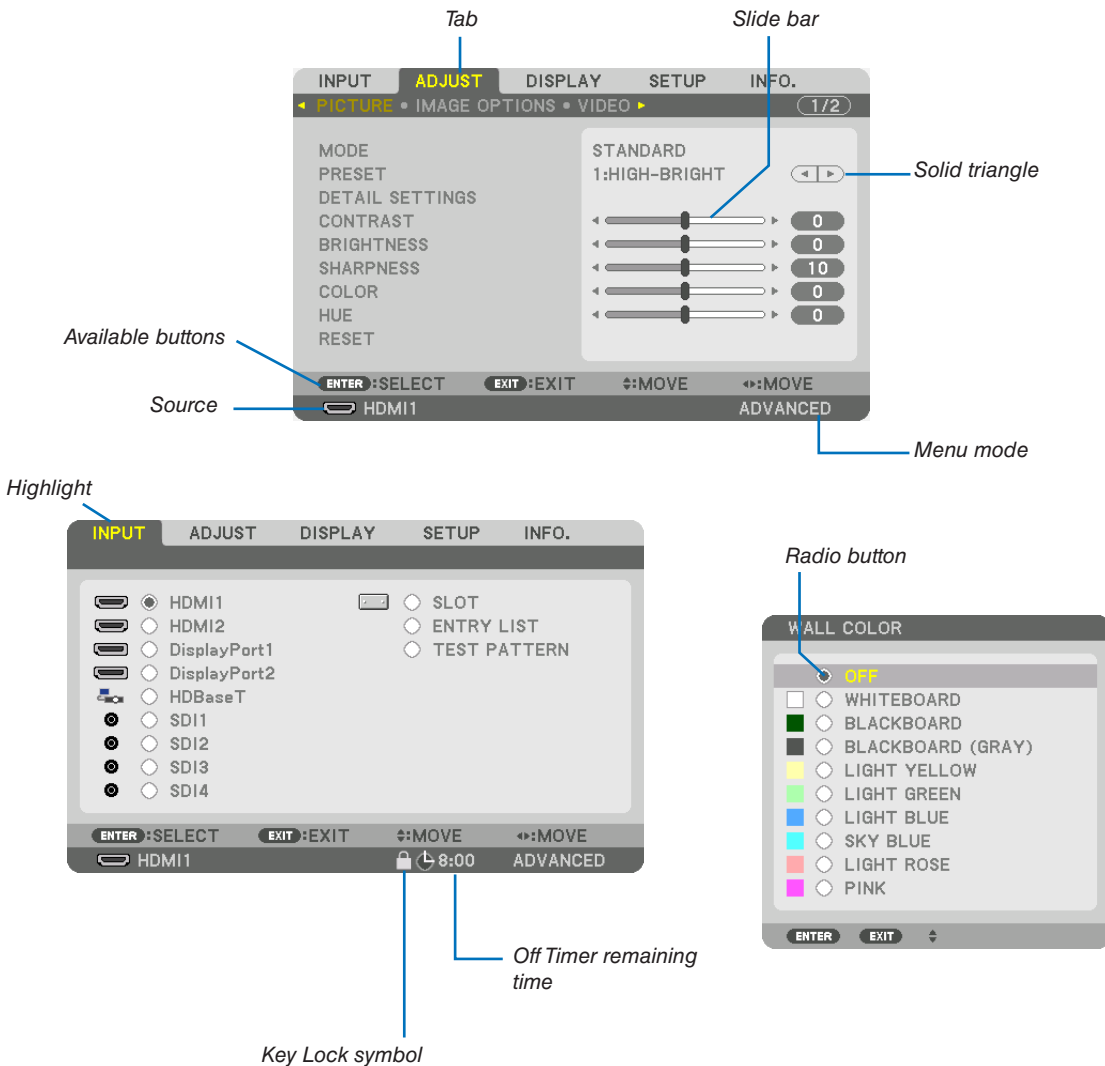 Tab
Slide bar
INPUT ADJUST DISPLAY SETUP INFO.
PICTURE • IMAGE OPTIONS • VIDEO 1/2
MODE STANDARD
PRESET 1:HIGH-BRIGHT
Solid triangle
DETAIL SETTINGS
CONTRAST 0
BRIGHTNESS 0
SHARPNESS 10
COLOR 0
HUE 0
RESET
Available buttons
ENTER:SELECT EXIT:EXIT :MOVE :MOVE
Source
HDMI1 ADVANCED
Menu mode
Highlight
INPUT ADJUST DISPLAY SETUP INFO.
HDMI1 SLOT
HDMI2 ENTRY LIST
DisplayPort1 TEST PATTERN
DisplayPort2
HDBaseT
SDI1
SDI2
SDI3
SDI4
ENTER:SELECT EXIT:EXIT :MOVE :MOVE
HDMI1 8:00 ADVANCED
Off Timer remaining
time
Key Lock symbol
Radio button
WALL COLOR
OFF
WHITEBOARD
BLACKBOARD
BLACKBOARD (GRAY)
LIGHT YELLOW
LIGHT GREEN
LIGHT BLUE
SKY BLUE
LIGHT ROSE
PINK
ENTER EXIT